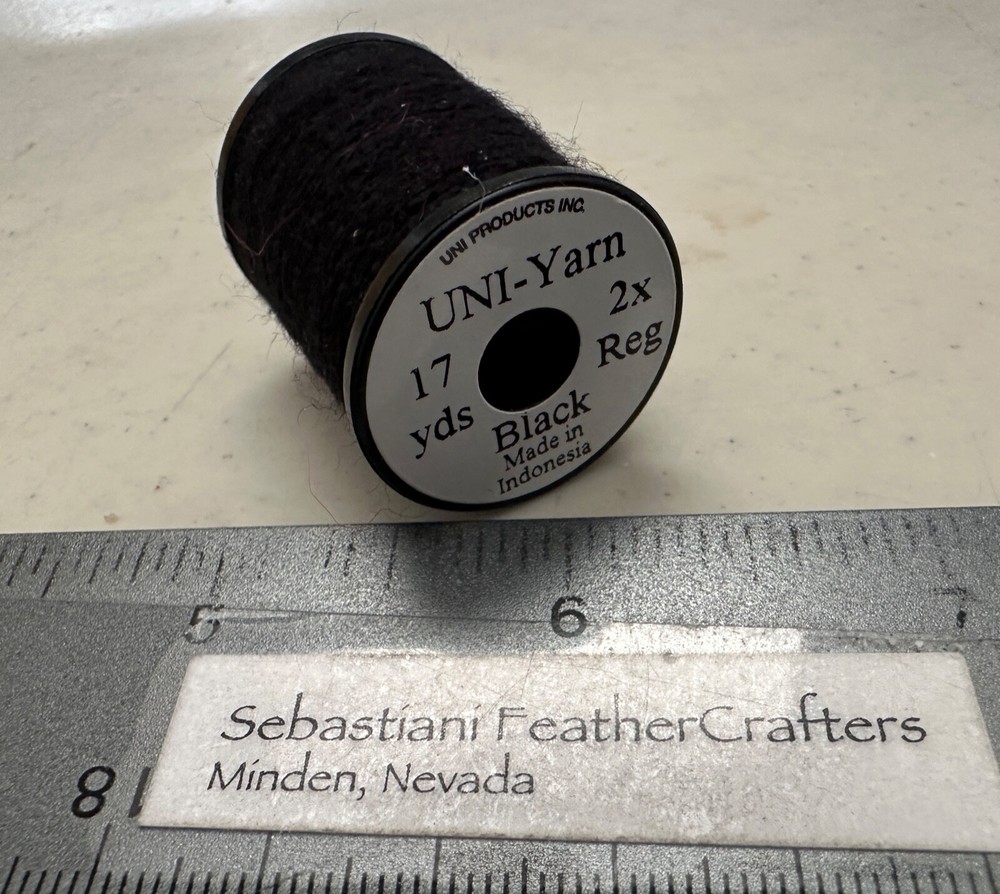 UNI PRODUCTS INC.
UNI-Yarn
17
yds
2x
Reg
Black
Made in
Indonesia
5
6
Sebastiani FeatherCrafters
Minden, Nevada
8